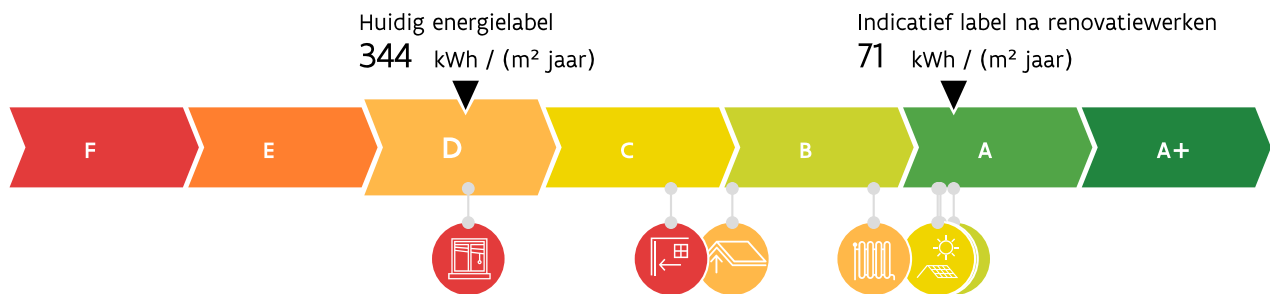 Huidig energielabel
344 kWh / (m² jaar)
Indicatief label na renovatiewerken
71 kWh / (m² jaar)
F E D C B A A+